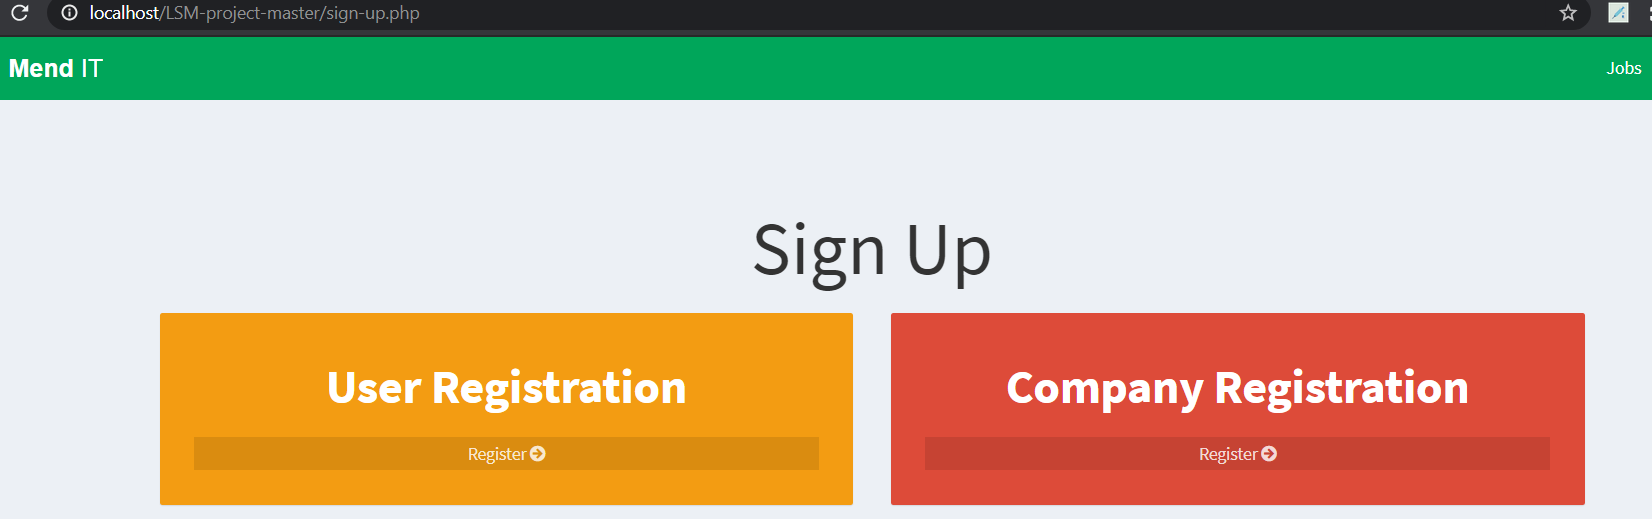 localhost/LSM-project-master/sign-up.php
Mend IT
Jobs
Sign Up
User Registration
Register
Company Registration
Register